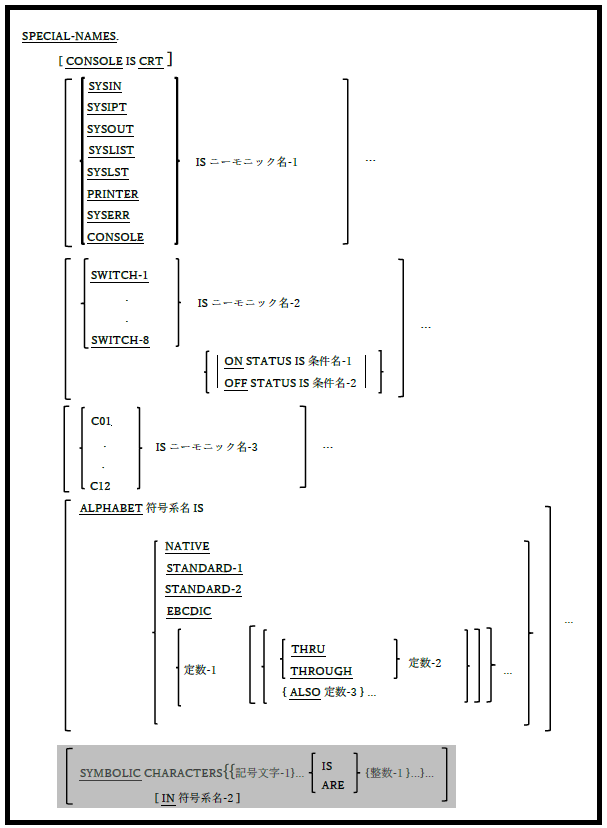 SPECIAL-NAMES.
[ CONSOLE IS CRT ]
SYSIN
SYSIPT
SYSOUT
SYSLIST
SYSLST
PRINTER
SYSERR
CONSOLE
IS ニーモニック名-1
...
SWITCH-1
.
.
SWITCH-8
IS ニーモニック名-2
ON STATUS IS 条件名-1
OFF STATUS IS 条件名-2
...
C01
.
.
C12
IS ニーモニック名-3
...
ALPHABET 符号系名 IS
NATIVE
STANDARD-1
STANDARD-2
EBCDIC
定数-1
THRU
THROUGH
定数-2
{ ALSO 定数-3 } ...
...
...
SYMBOLIC CHARACTERS{{記号文字-1}... IS ARE {整数-1 }...}...
[ IN 符号系名-2 ]